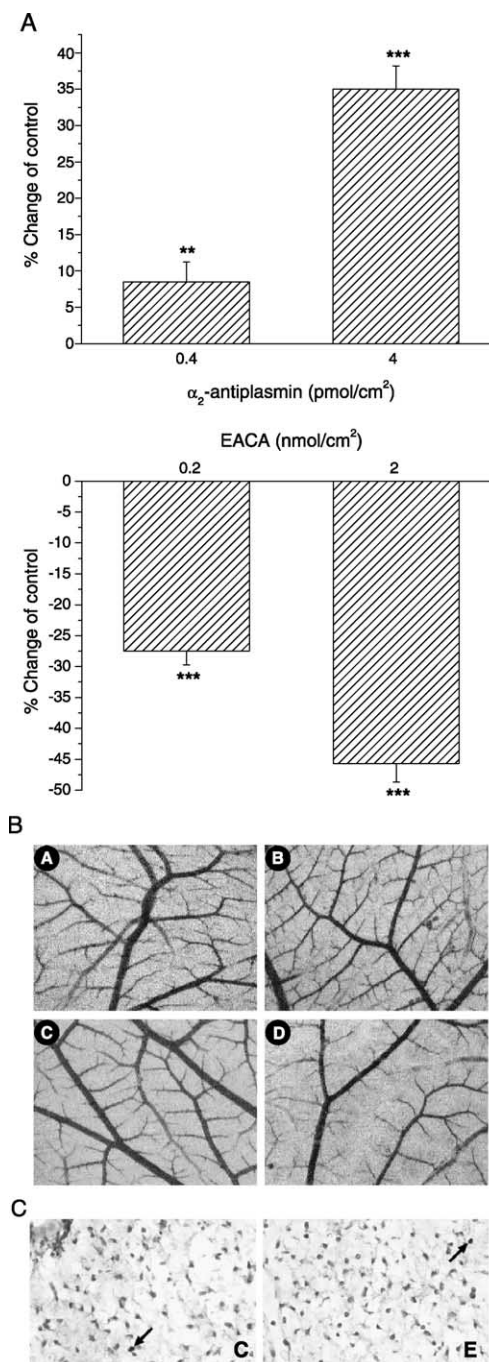 A
% Change of control
40
35
30
25
20
15
10
5
0
**
***
0.4 4
α₂-antiplasmin (pmol/cm²)
EACA (nmol/cm²)
0.2 2
% Change of control
0
-5
-10
-15
-20
-25
-30
-35
-40
-45
-50
***
***
B
A B
C D
C
C E